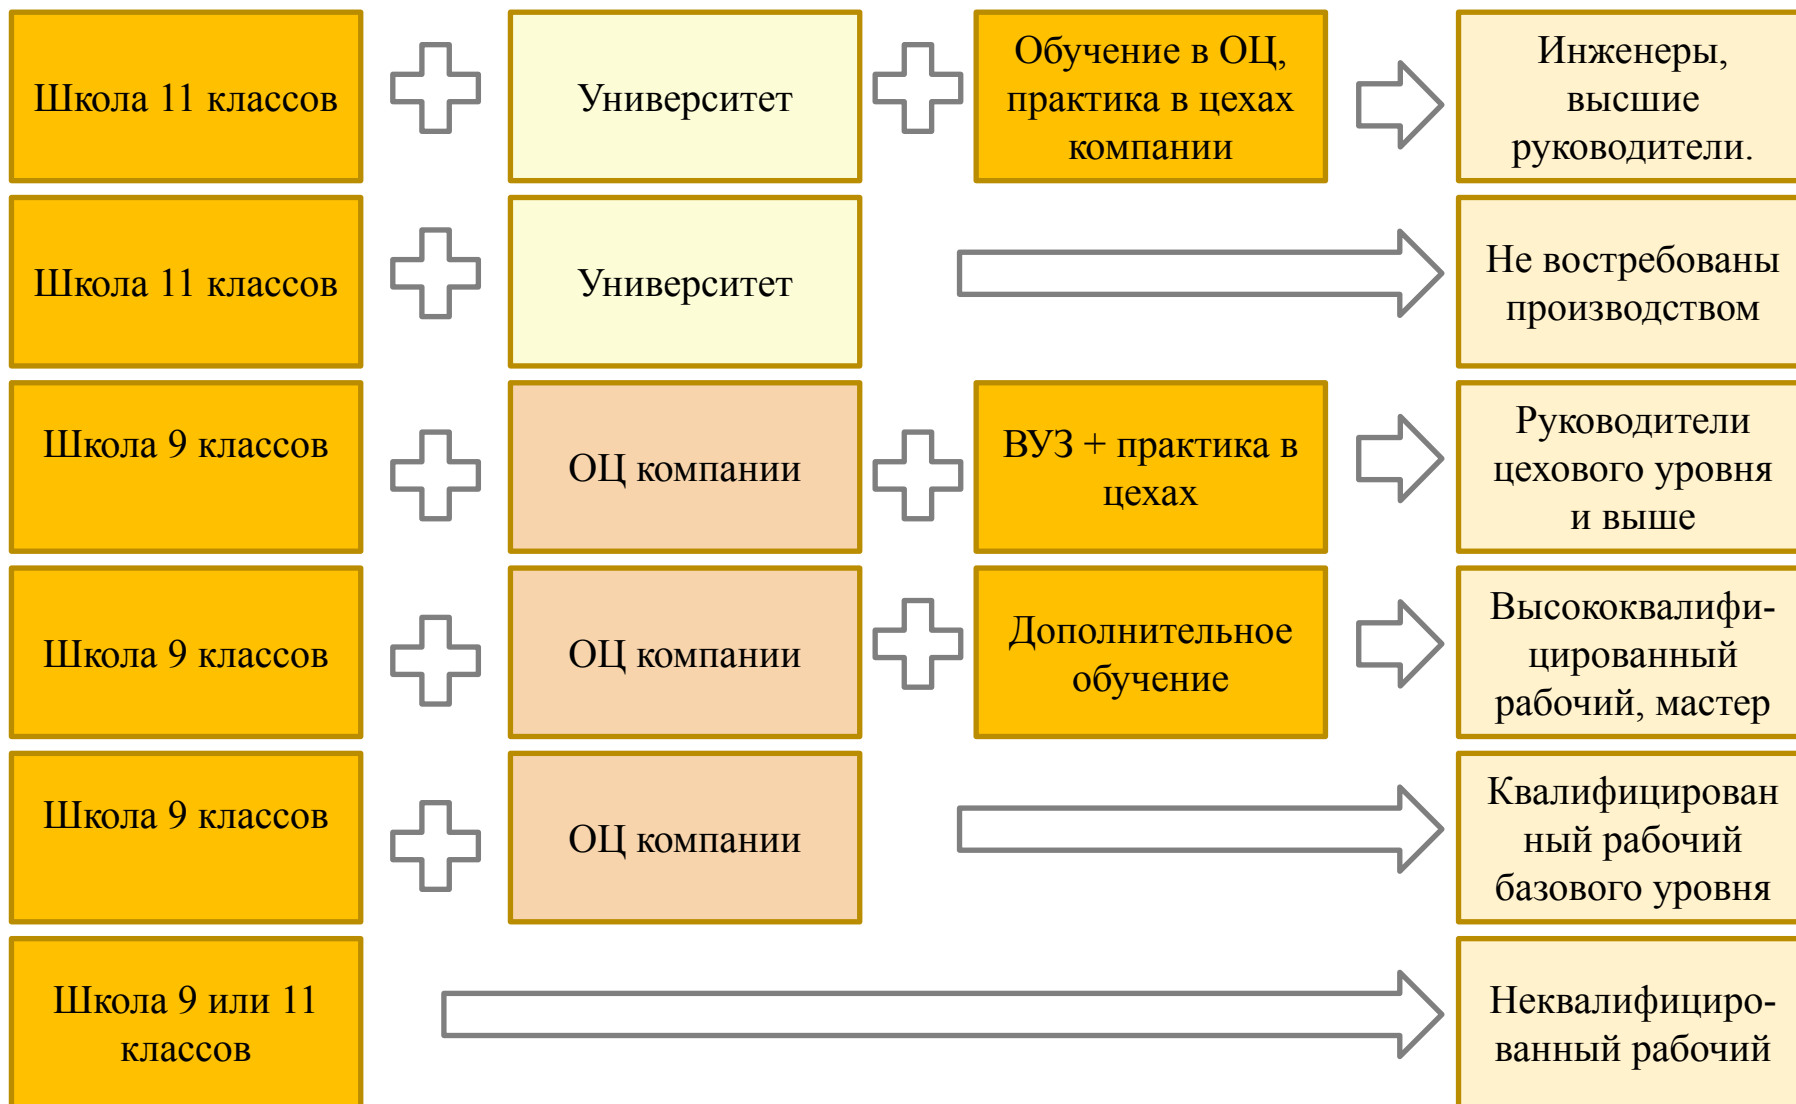 Школа 11 классов
Университет
Обучение в ОЦ,
практика в цехах
компании
Инженеры,
высшие
руководители.
Школа 11 классов
Университет
Не востребованы
производством
Школа 9 классов
ОЦ компании
ВУЗ + практика в
цехах
Руководители
цехового уровня
и выше
Школа 9 классов
ОЦ компании
Дополнительное
обучение
Высококвалифи-
цированный
рабочий, мастер
Школа 9 классов
ОЦ компании
Квалифицирован
ный рабочий
базового уровня
Школа 9 или 11
классов
Неквалифициро-
ванный рабочий